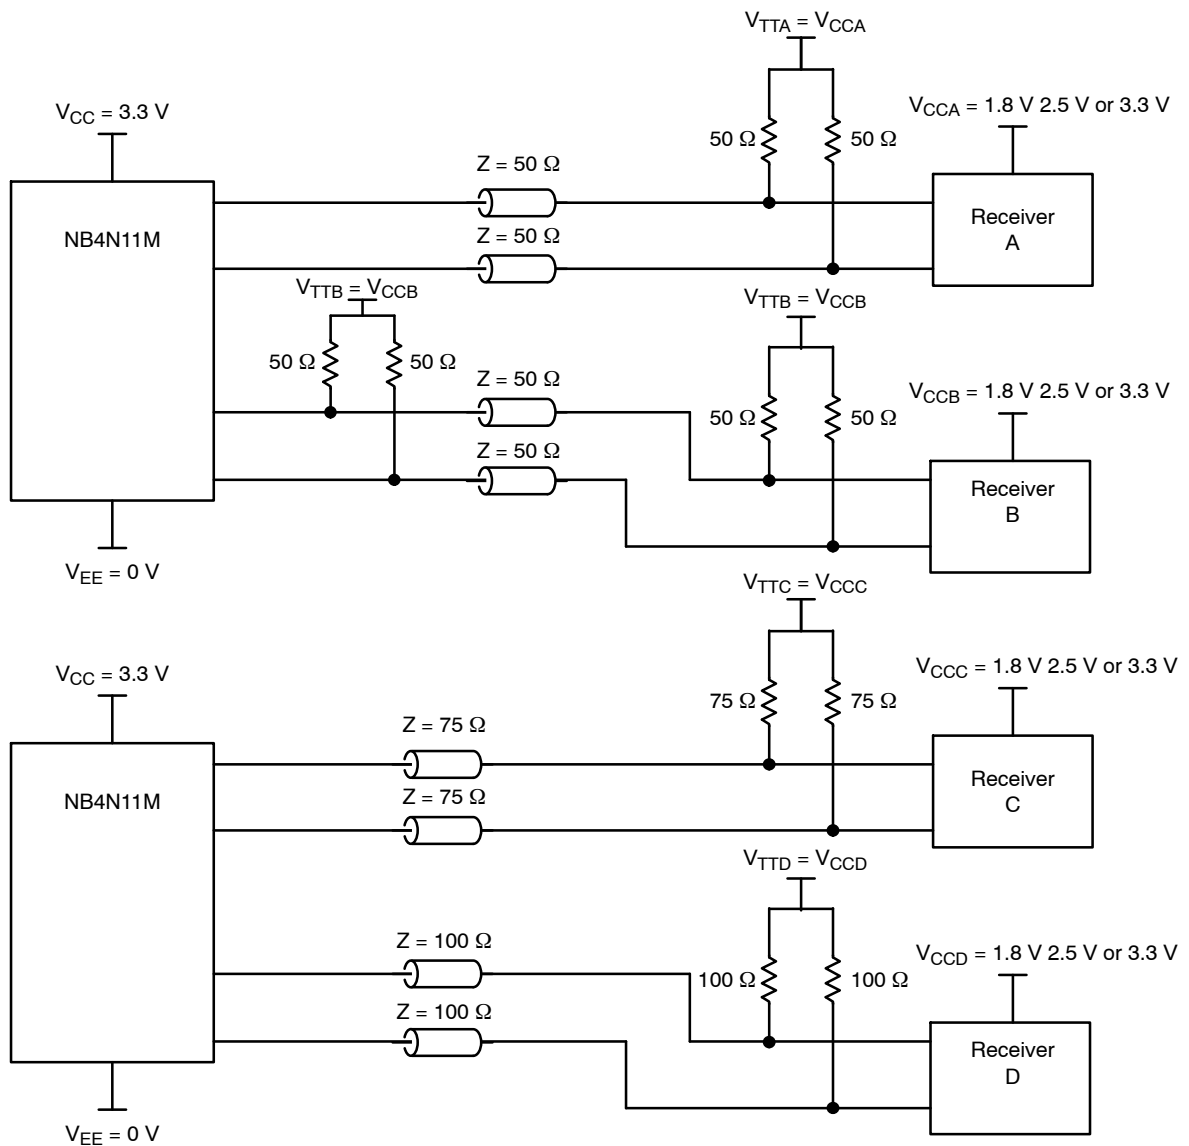 V_TTA = V_CCA
V_CC = 3.3 V
V_CCA = 1.8 V 2.5 V or 3.3 V
50 Ω
50 Ω
Z = 50 Ω
NB4N11M
Receiver
A
Z = 50 Ω
V_TTB = V_CCB
V_TTB = V_CCB
50 Ω
50 Ω
Z = 50 Ω
V_CCB = 1.8 V 2.5 V or 3.3 V
50 Ω
50 Ω
Z = 50 Ω
Receiver
B
V_EE = 0 V
V_TTC = V_CCC
V_CC = 3.3 V
V_CCC = 1.8 V 2.5 V or 3.3 V
75 Ω
75 Ω
Z = 75 Ω
NB4N11M
Z = 75 Ω
Receiver
C
V_TTD = V_CCD
Z = 100 Ω
V_CCD = 1.8 V 2.5 V or 3.3 V
100 Ω
100 Ω
Z = 100 Ω
Receiver
D
V_EE = 0 V